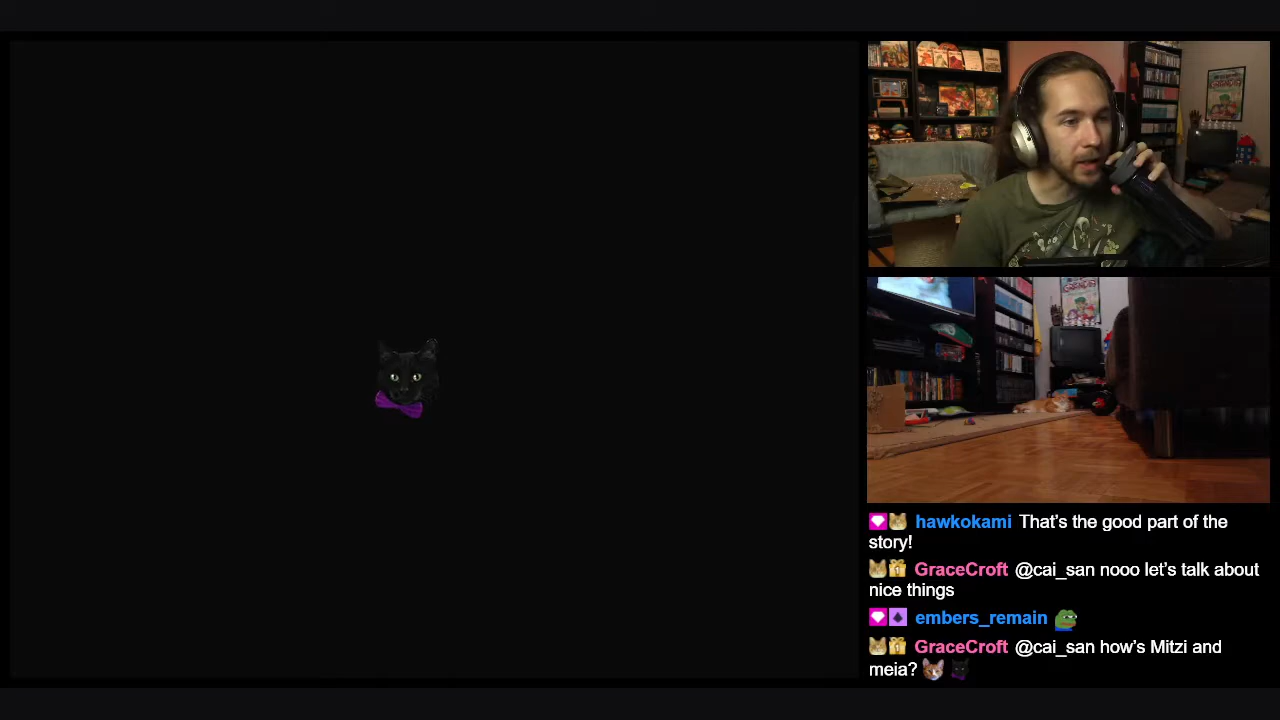 hawkokami That's the good part of the
story!
GraceCroft @cai_san nooo let's talk about
nice things
embers_remain
GraceCroft @cai_san how's Mitzi and
meia?